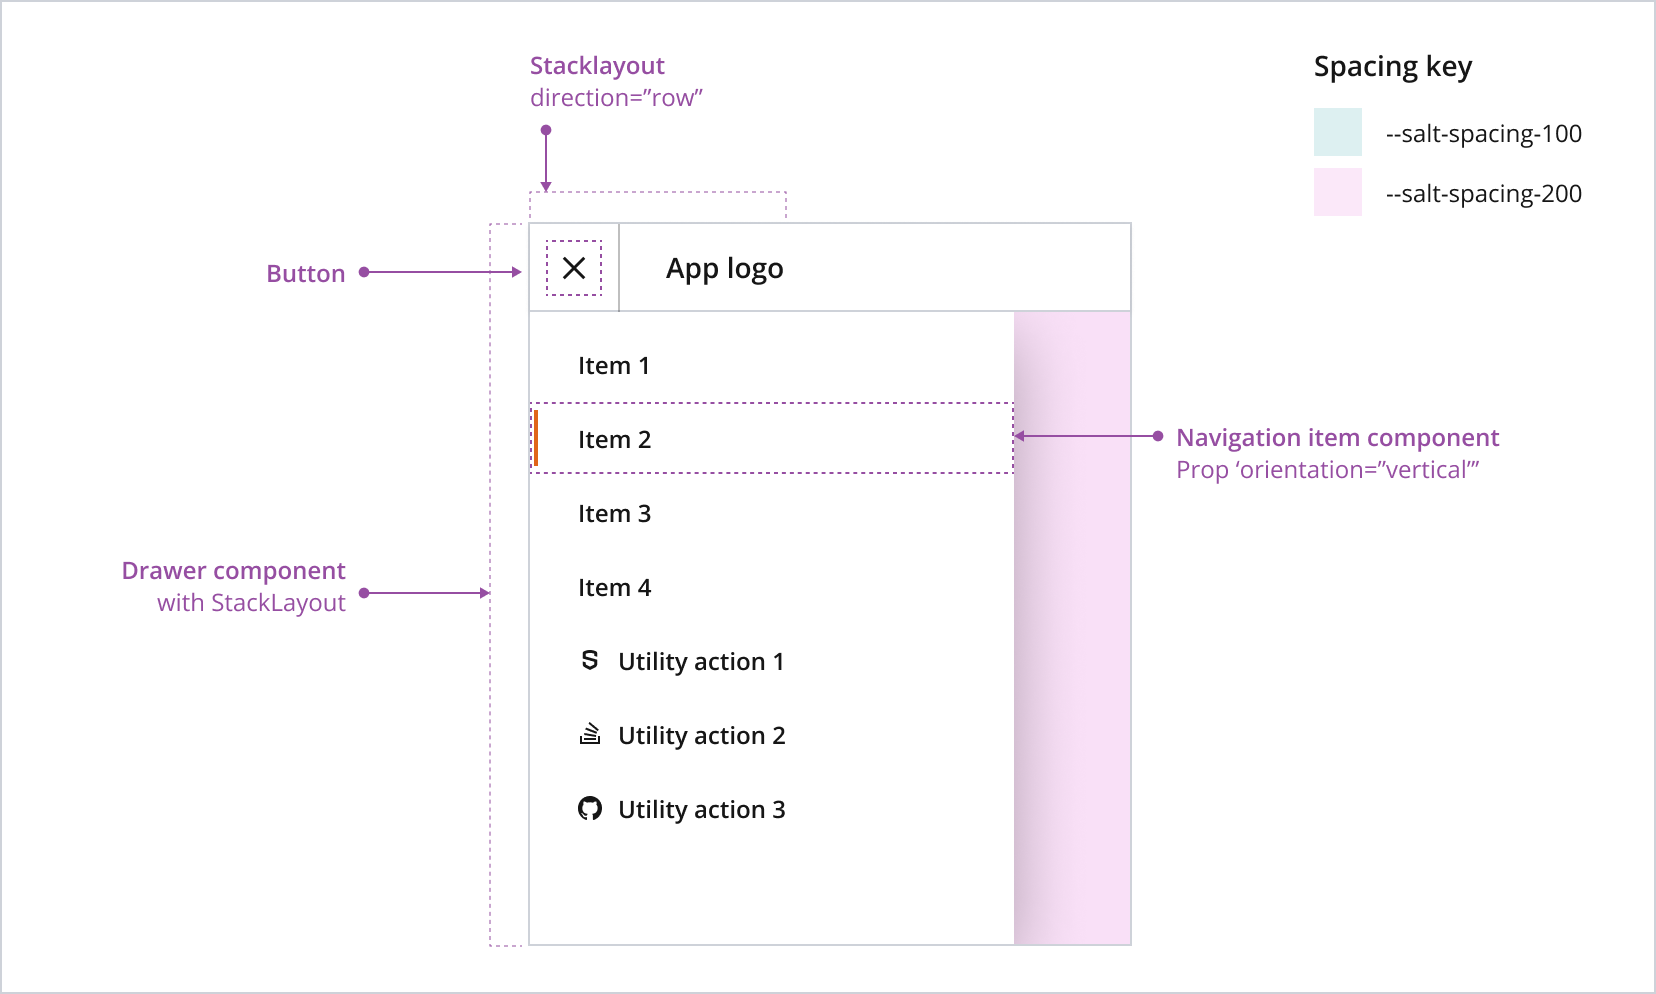 Stacklayout
direction=”row”
Spacing key
--salt-spacing-100
--salt-spacing-200
Button
App logo
Item 1
Item 2
Navigation item component
Prop ‘orientation=”vertical”’
Item 3
Drawer component
with StackLayout
Item 4
Utility action 1
Utility action 2
Utility action 3